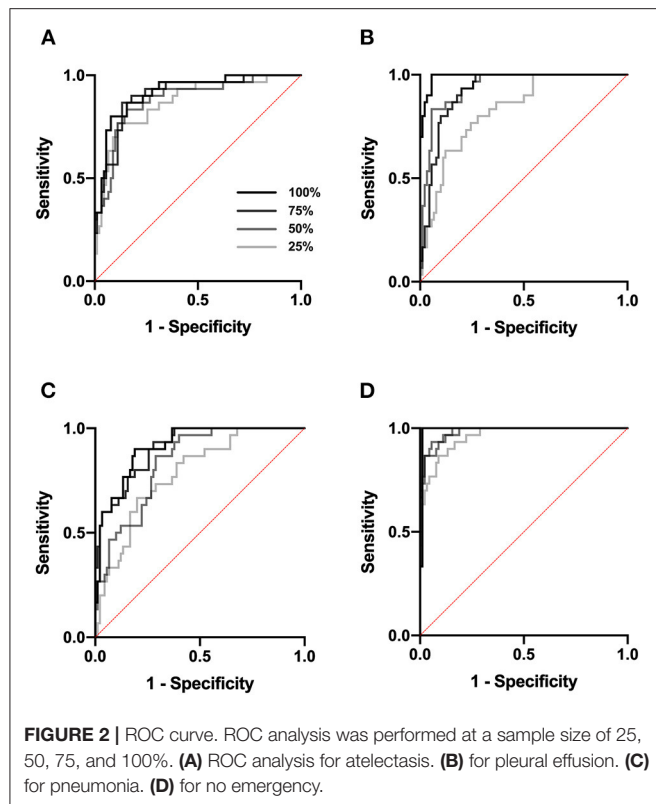 A
1.0
0.5
0.0
Sensitivity
100%
75%
50%
25%
0.0 0.5 1.0
1 - Specificity
B
1.0
0.5
0.0
Sensitivity
0.0 0.5 1.0
1 - Specificity
C
1.0
0.5
0.0
Sensitivity
0.0 0.5 1.0
1 - Specificity
D
1.0
0.5
0.0
Sensitivity
0.0 0.5 1.0
1 - Specificity
FIGURE 2 | ROC curve. ROC analysis was performed at a sample size of 25,
50, 75, and 100%. (A) ROC analysis for atelectasis. (B) for pleural effusion. (C)
for pneumonia. (D) for no emergency.